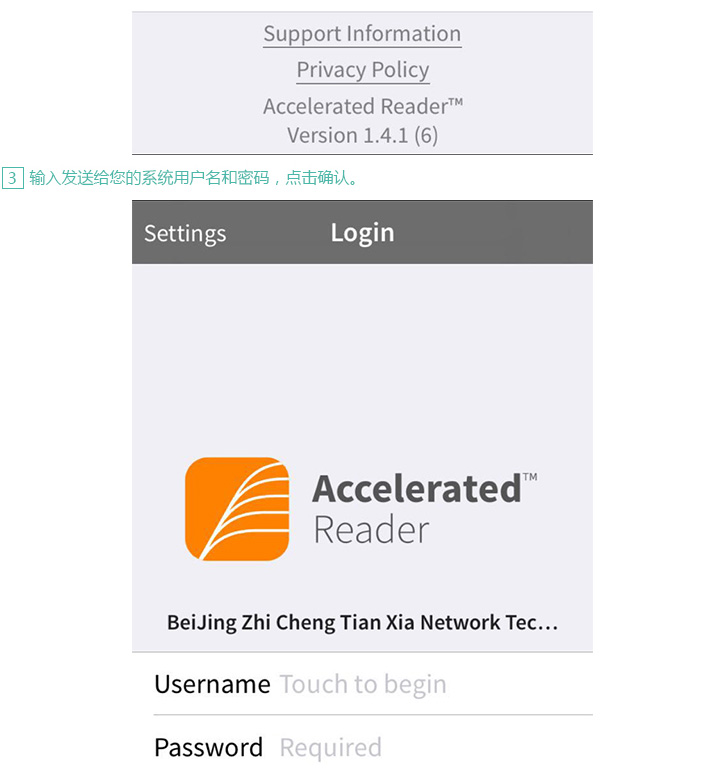 Support Information
Privacy Policy
Accelerated Reader™
Version 1.4.1 (6)
3 输入发送给您的系统用户名和密码，点击确认。
Settings Login
Accelerated™
Reader
BeiJing Zhi Cheng Tian Xia Network Tec...
Username Touch to begin
Password Required